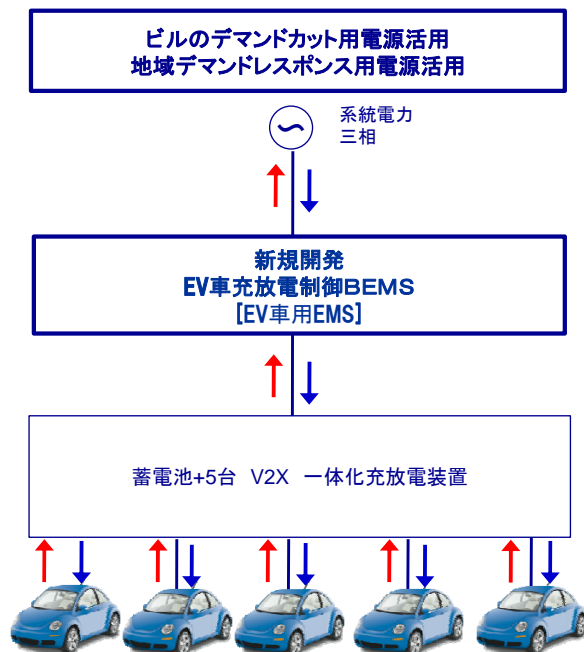 ビルのデマンドカット用電源活用
地域デマンドレスポンス用電源活用
系統電力
三相
新規開発
EV車充放電制御BEMS
[EV車用EMS]
蓄電池+5台 V2X 一体化充放電装置